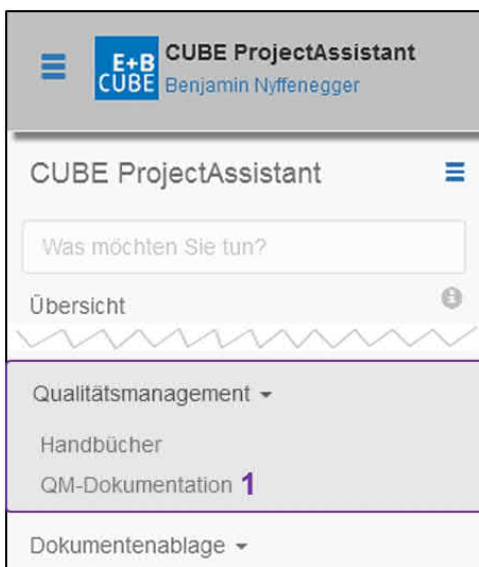 E+B
CUBE
CUBE ProjectAssistant
Benjamin Nyffenegger
CUBE ProjectAssistant
Was möchten Sie tun?
Übersicht
Qualitätsmanagement
Handbücher
QM-Dokumentation 1
Dokumentenablage